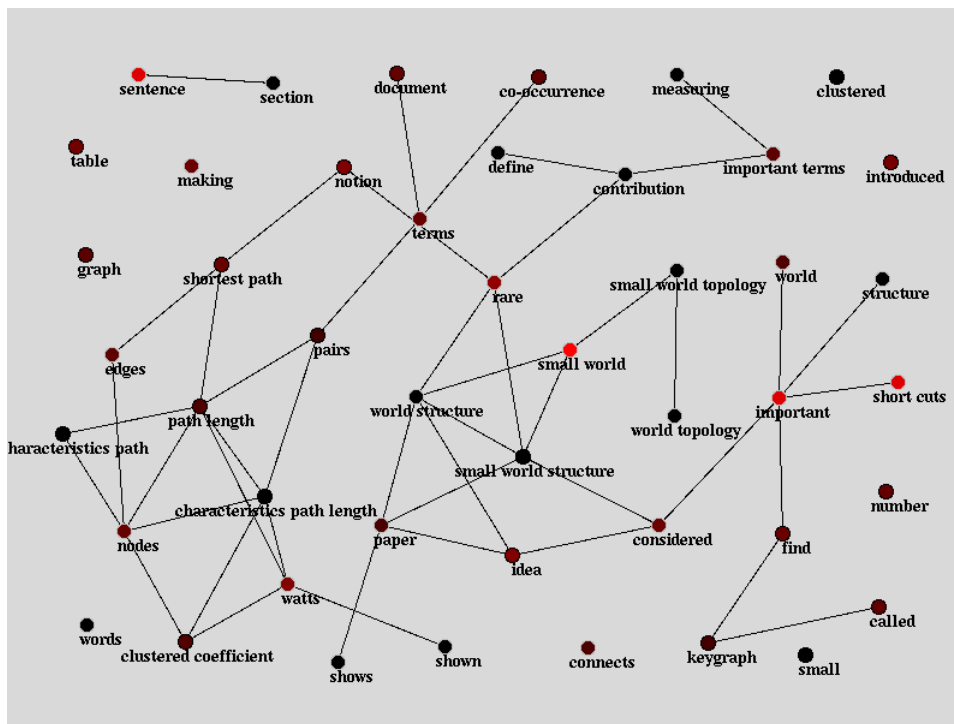 sentence
section
document
co-occurrence
measuring
clustered
table
making
notion
define
contribution
important terms
introduced
terms
graph
shortest path
rare
small world topology
world
structure
edges
pairs
small world
path length
world structure
world topology
important
short cuts
haracteristics path
small world structure
characteristics path length
number
nodes
paper
idea
considered
find
watts
words
clustered coefficient
shows
shown
connects
keygraph
called
small